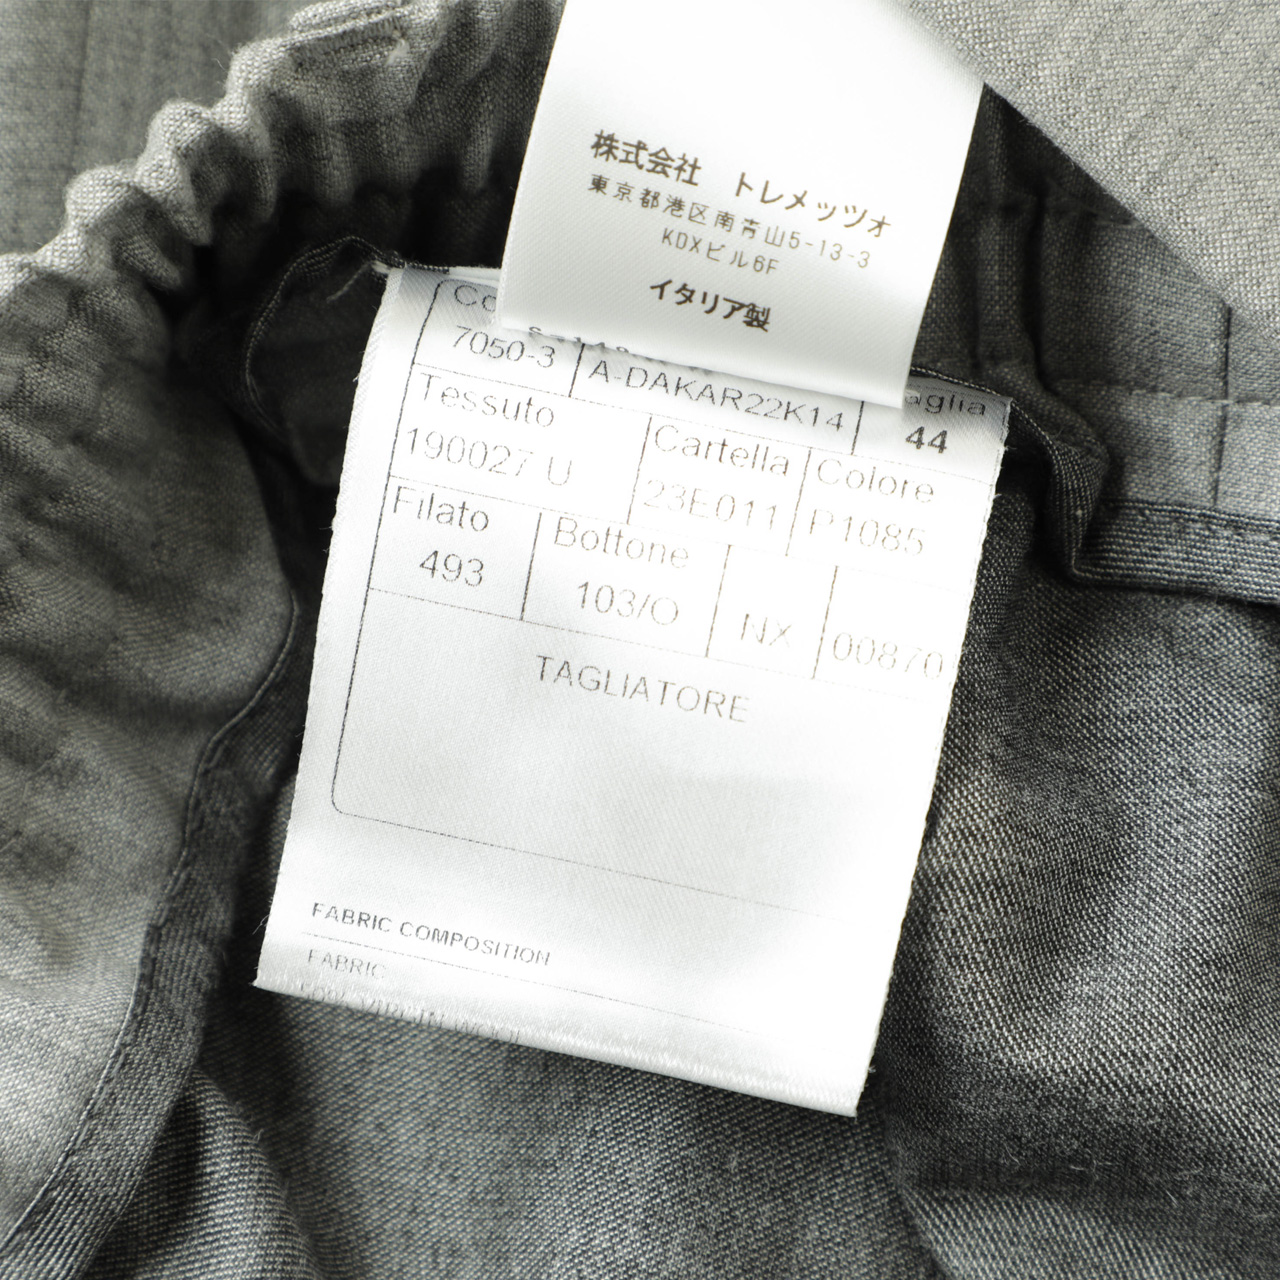 株式会社 トレメッツォ
東京都港区南青山5-13-3
KDXビル6F
イタリア製
7050-3 A-DAKAR22K14 44
Tessuto Cartella Colore
190027 U 23E011 P1085
Filato Bottone
493 103/O NX 00870
TAGLIATORE
FABRIC COMPOSITION
FABRIC